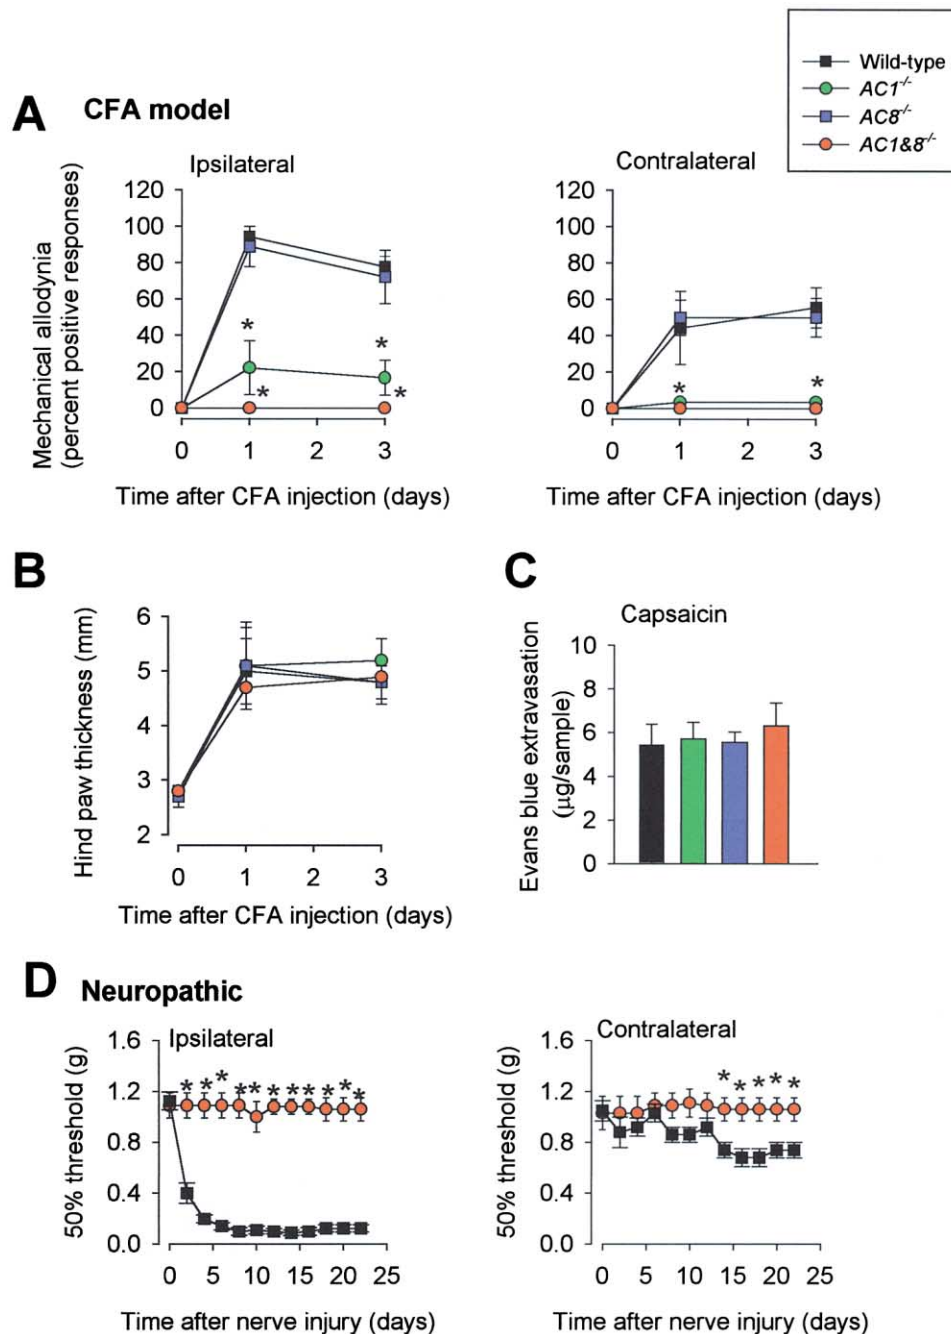 Wild-type
AC1-/-
AC8-/-
AC1&8-/-
A CFA model
Ipsilateral
Contralateral
Mechanical allodynia
(percent positive responses)
120
100
80
60
40
20
0
* * * *
0 1 2 3
Time after CFA injection (days)
120
100
80
60
40
20
0
* *
0 1 2 3
Time after CFA injection (days)
B
Hind paw thickness (mm)
6
5
4
3
2
0 1 2 3
Time after CFA injection (days)
C
Capsaicin
Evans blue extravasation
(µg/sample)
10
8
6
4
2
0
D Neuropathic
Ipsilateral
50% threshold (g)
1.6
1.2
0.8
0.4
0.0
* * * * * * * * * * *
0 5 10 15 20 25
Time after nerve injury (days)
Contralateral
50% threshold (g)
1.6
1.2
0.8
0.4
0.0
* * * * *
0 5 10 15 20 25
Time after nerve injury (days)